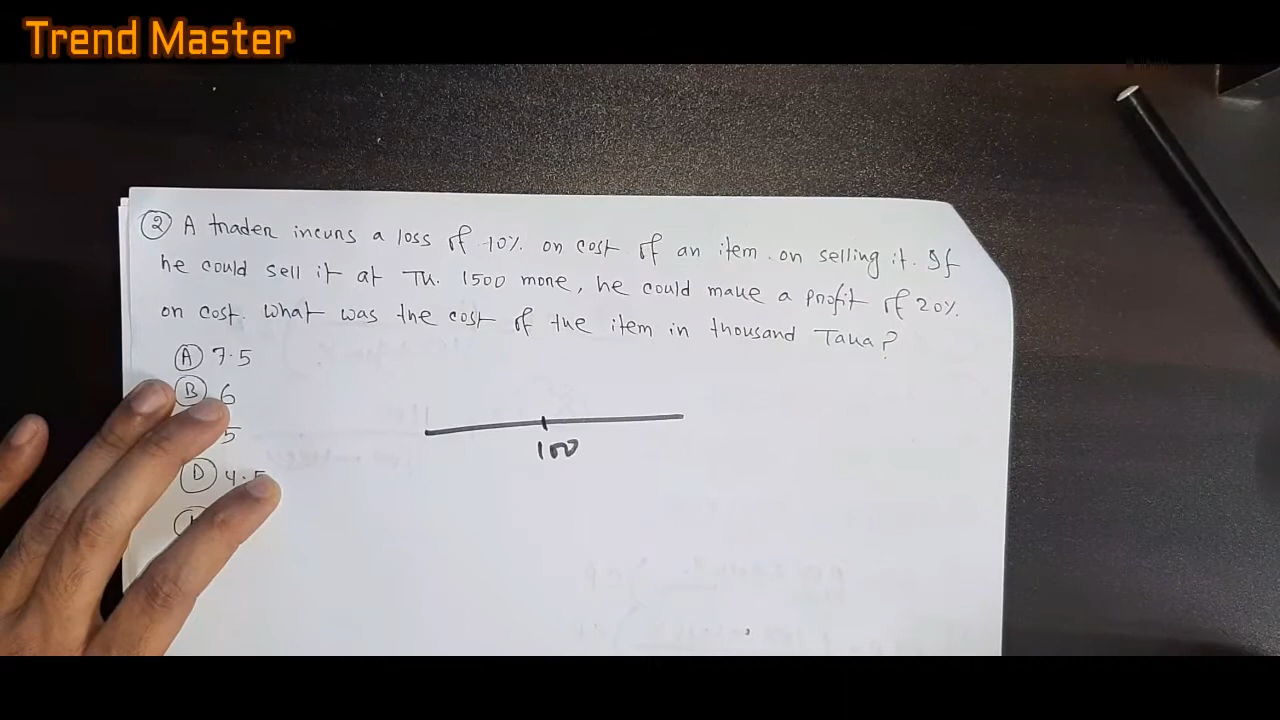 Trend Master
② A trader incurs a loss of 10% on cost of an item on selling it. If
he could sell it at Tk. 1500 more, he could make a profit of 20%
on cost. What was the cost of the item in thousand Taka?
Ⓐ 7.5
Ⓑ 6
5
Ⓓ 4.5
100